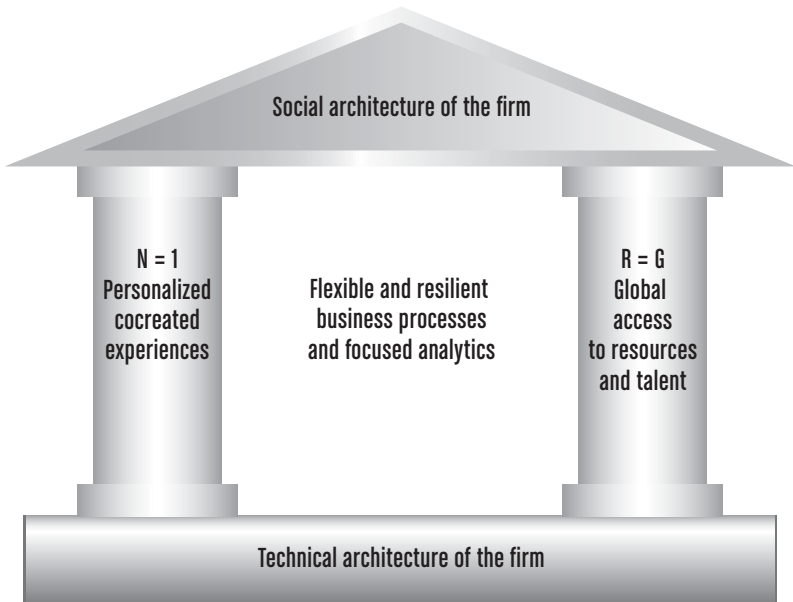 Social architecture of the firm
N = 1
Personalized
cocreated
experiences
Flexible and resilient
business processes
and focused analytics
R = G
Global
access
to resources
and talent
Technical architecture of the firm